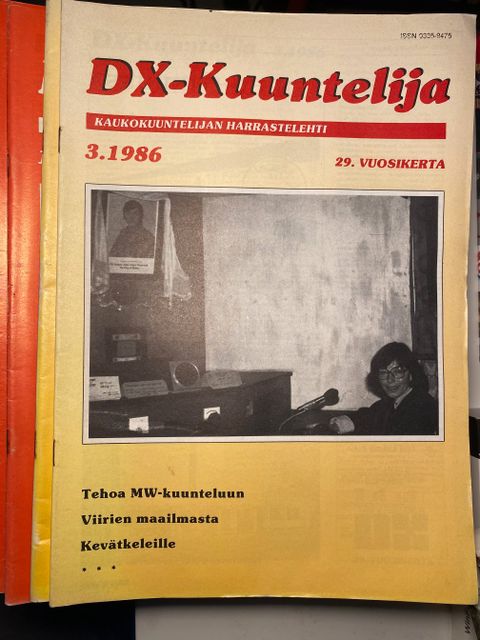 ISSN 0355-8475
DX-Kuuntelija
KAUKOKUUNTELIJAN HARRASTELEHTI
3.1986
29. VUOSIKERTA
Tehoa MW-kuunteluun
Viirien maailmasta
Kevätkeleille
* * *